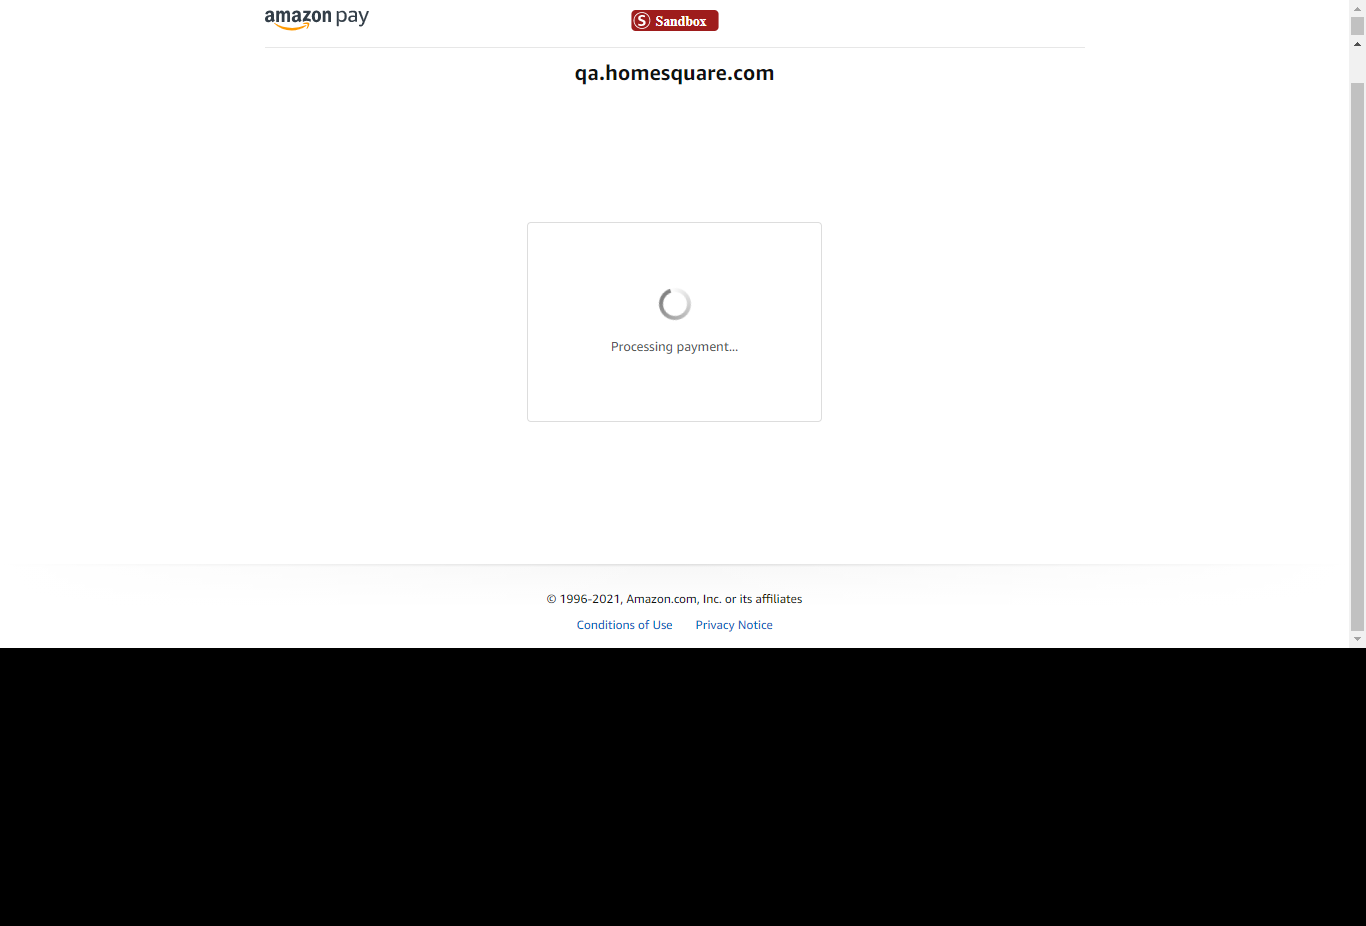 amazon pay
S Sandbox
qa.homesquare.com
Processing payment...
© 1996-2021, Amazon.com, Inc. or its affiliates
Conditions of Use Privacy Notice